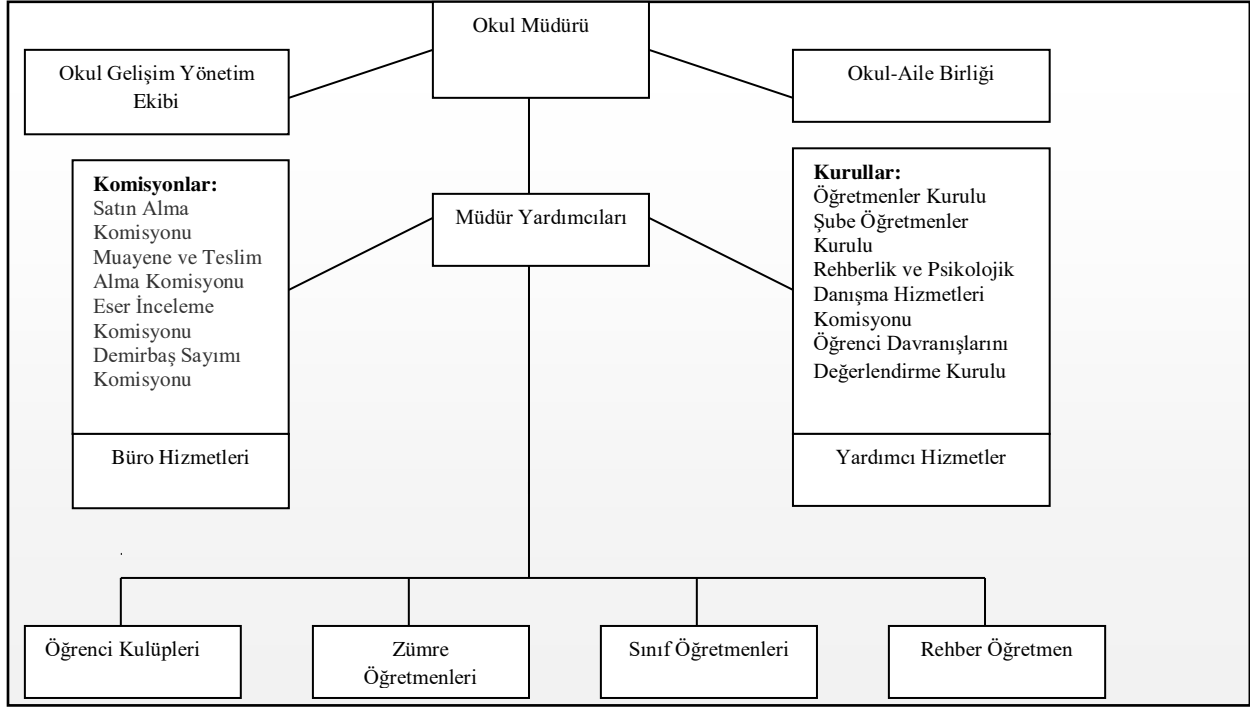 Okul Müdürü
Okul Gelişim Yönetim
Ekibi
Okul-Aile Birliği
Komisyonlar:
Satın Alma
Komisyonu
Muayene ve Teslim
Alma Komisyonu
Eser İnceleme
Komisyonu
Demirbaş Sayımı
Komisyonu
Müdür Yardımcıları
Kurullar:
Öğretmenler Kurulu
Şube Öğretmenler
Kurulu
Rehberlik ve Psikolojik
Danışma Hizmetleri
Komisyonu
Öğrenci Davranışlarını
Değerlendirme Kurulu
Büro Hizmetleri
Yardımcı Hizmetler
Öğrenci Kulüpleri
Zümre
Öğretmenleri
Sınıf Öğretmenleri
Rehber Öğretmen